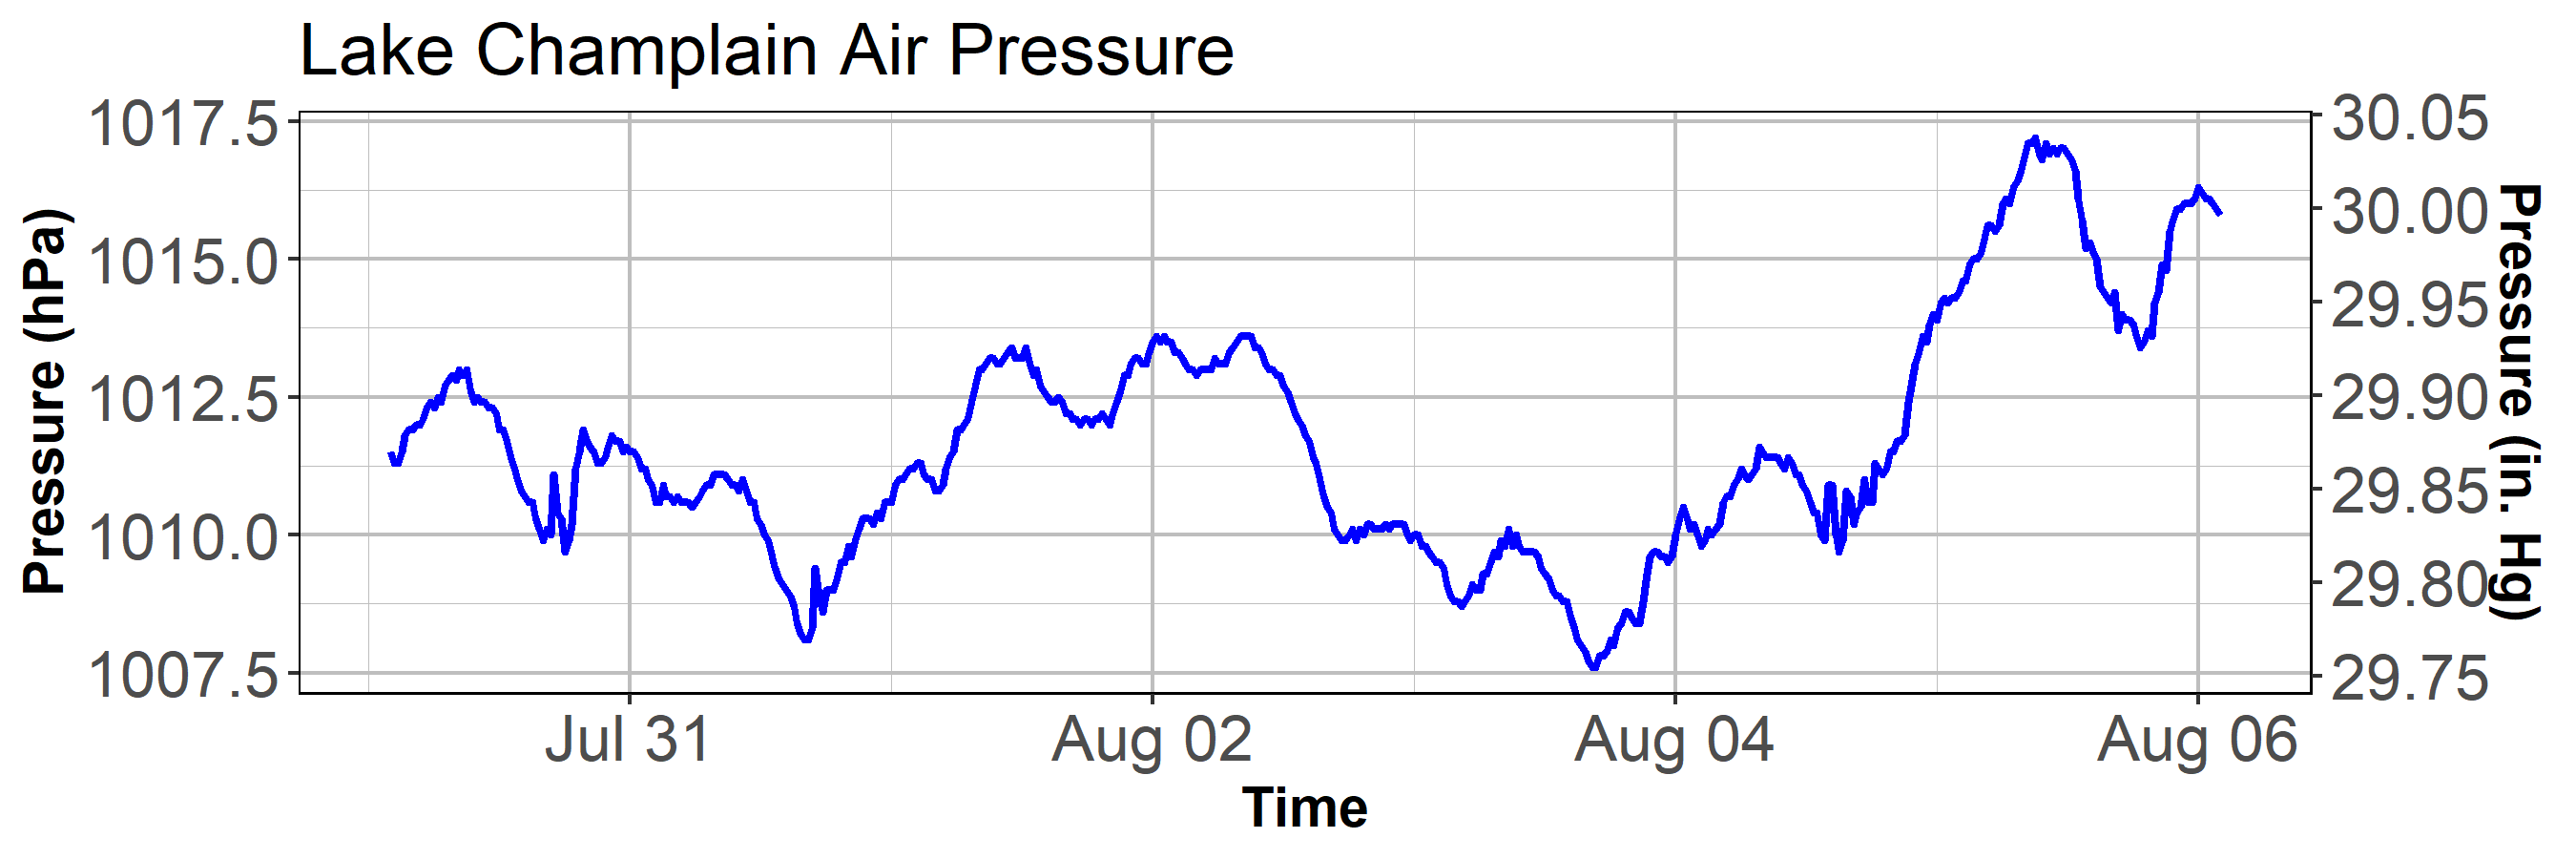 Lake Champlain Air Pressure
1017.5
1015.0
1012.5
1010.0
1007.5
Pressure (hPa)
30.05
30.00
29.95
29.90
29.85
29.80
29.75
Pressure (in. Hg)
Jul 31
Aug 02
Aug 04
Aug 06
Time